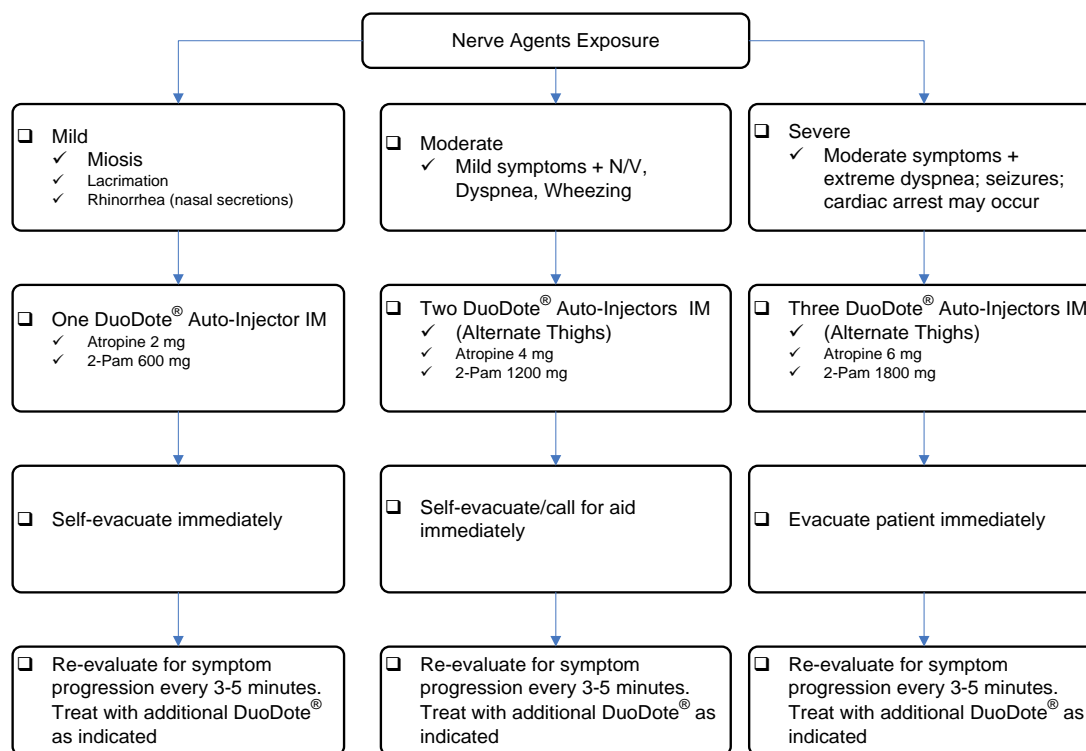 Nerve Agents Exposure
Mild
Miosis
Lacrimation
Rhinorrhea (nasal secretions)
One DuoDote® Auto-Injector IM
Atropine 2 mg
2-Pam 600 mg
Self-evacuate immediately
Re-evaluate for symptom
progression every 3-5 minutes.
Treat with additional DuoDote®
as indicated
Moderate
Mild symptoms + N/V,
Dyspnea, Wheezing
Two DuoDote® Auto-Injectors IM
(Alternate Thighs)
Atropine 4 mg
2-Pam 1200 mg
Self-evacuate/call for aid
immediately
Re-evaluate for symptom
progression every 3-5 minutes.
Treat with additional DuoDote® as
indicated
Severe
Moderate symptoms +
extreme dyspnea; seizures;
cardiac arrest may occur
Three DuoDote® Auto-Injectors IM
(Alternate Thighs)
Atropine 6 mg
2-Pam 1800 mg
Evacuate patient immediately
Re-evaluate for symptom
progression every 3-5 minutes.
Treat with additional DuoDote® as
indicated